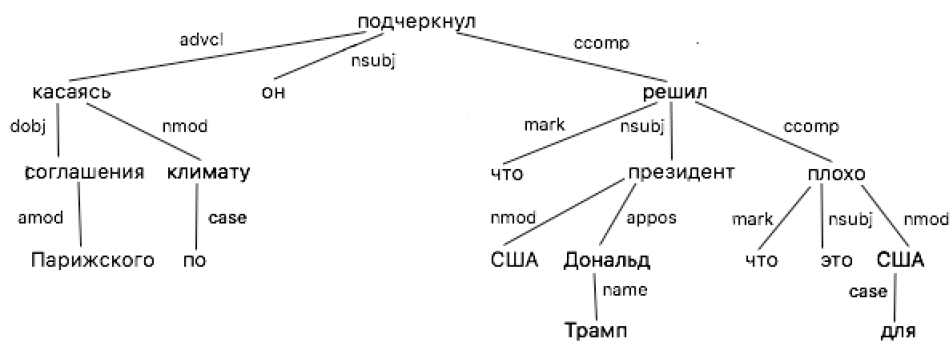 подчеркнул
advcl nsubj ccomp
касаясь он решил
dobj nmod mark nsubj ccomp
соглашения климату что президент плохо
amod case nmod appos mark nsubj nmod
Парижского по США Дональд что это США
name case
Трамп для